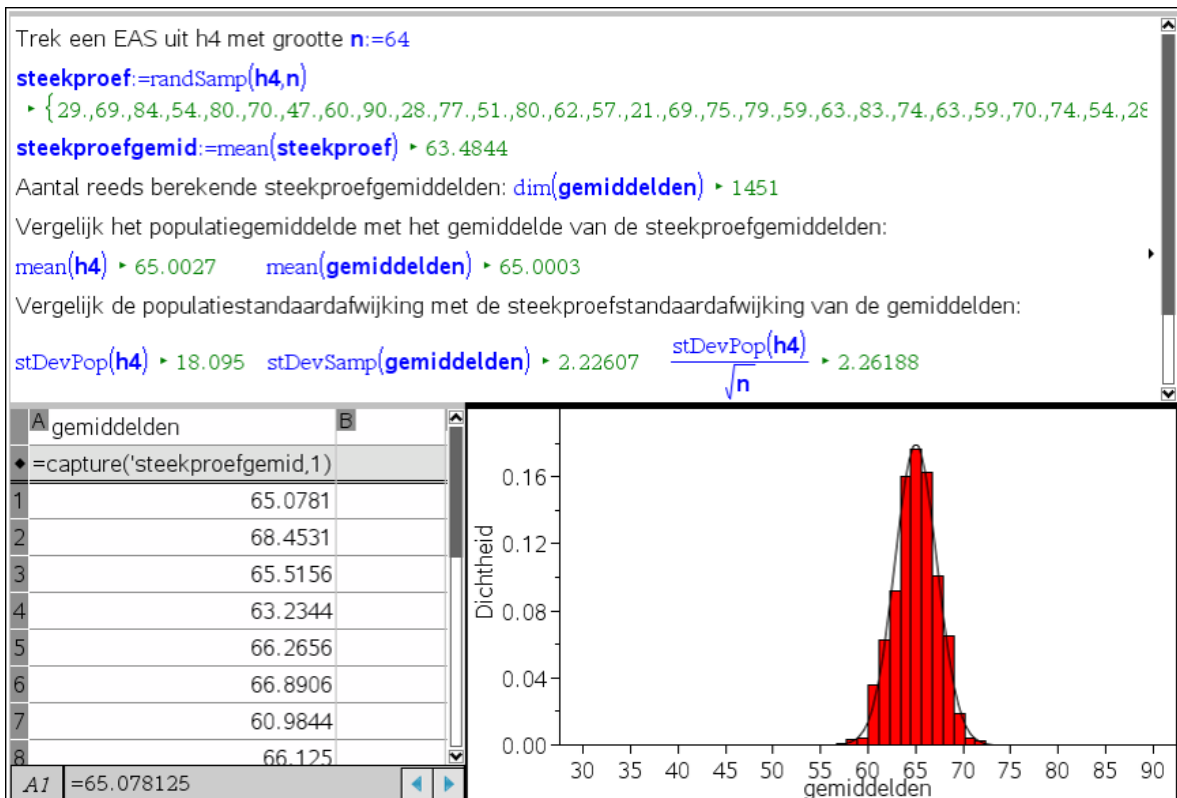 Trek een EAS uit h4 met grootte n:=64
steekproef:=randSamp(h4,n)
▸ {29.,69.,84.,54.,80.,70.,47.,60.,90.,28.,77.,51.,80.,62.,57.,21.,69.,75.,79.,59.,63.,83.,74.,63.,59.,70.,74.,54.,28
steekproefgemid:=mean(steekproef) ▸ 63.4844
Aantal reeds berekende steekproefgemiddelden: dim(gemiddelden) ▸ 1451
Vergelijk het populatiegemiddelde met het gemiddelde van de steekproefgemiddelden:
mean(h4) ▸ 65.0027 mean(gemiddelden) ▸ 65.0003
Vergelijk de populatiestandaardafwijking met de steekproefstandaardafwijking van de gemiddelden:
stDevPop(h4) ▸ 18.095 stDevSamp(gemiddelden) ▸ 2.22607 stDevPop(h4)/√n ▸ 2.26188
A gemiddelden B
◆ =capture('steekproefgemid,1)
1 65.0781
2 68.4531
3 65.5156
4 63.2344
5 66.2656
6 66.8906
7 60.9844
8 66.125
A1 =65.078125
Dichtheid
0.16
0.12
0.08
0.04
0.00
30 35 40 45 50 55 60 65 70 75 80 85 90
gemiddelden